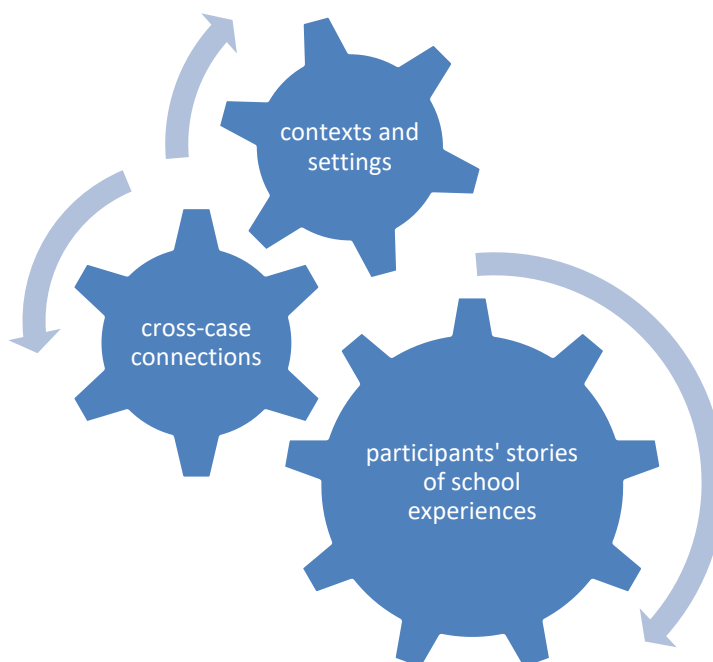 contexts and
settings
cross-case
connections
participants' stories
of school
experiences